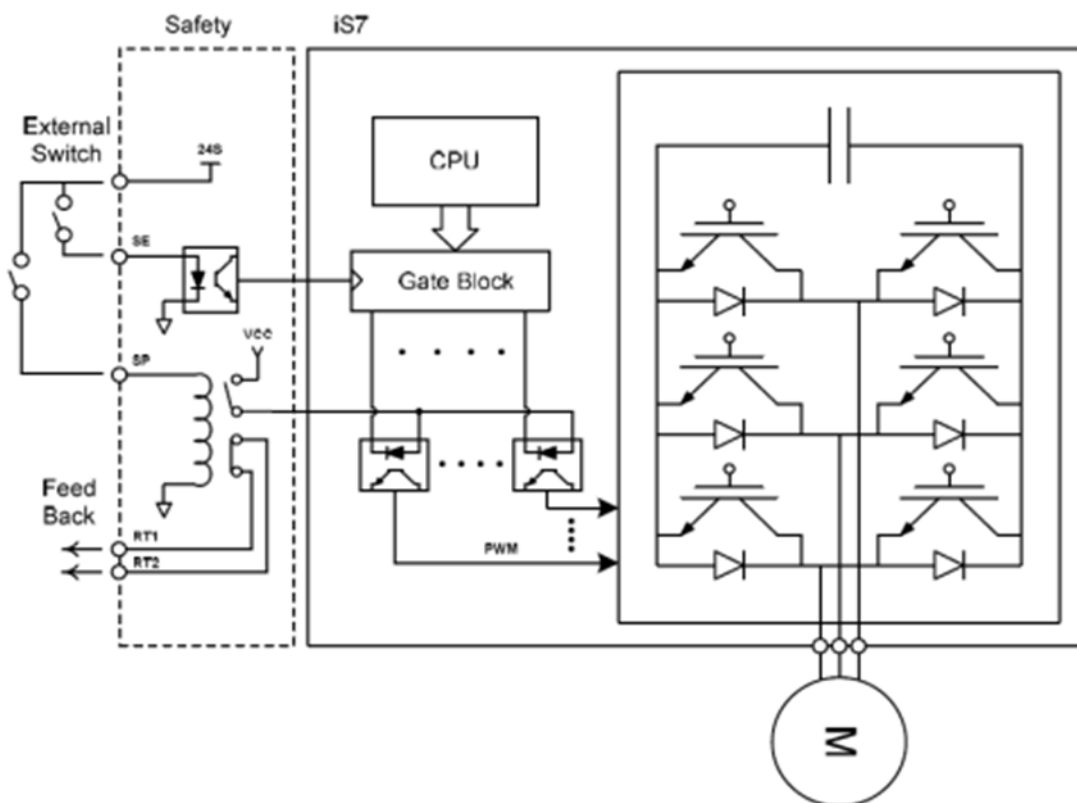 Safety
iS7
External
Switch
24S
CPU
SE
Gate Block
VCC
SP
Feed
Back
RT1
RT2
PWM
M